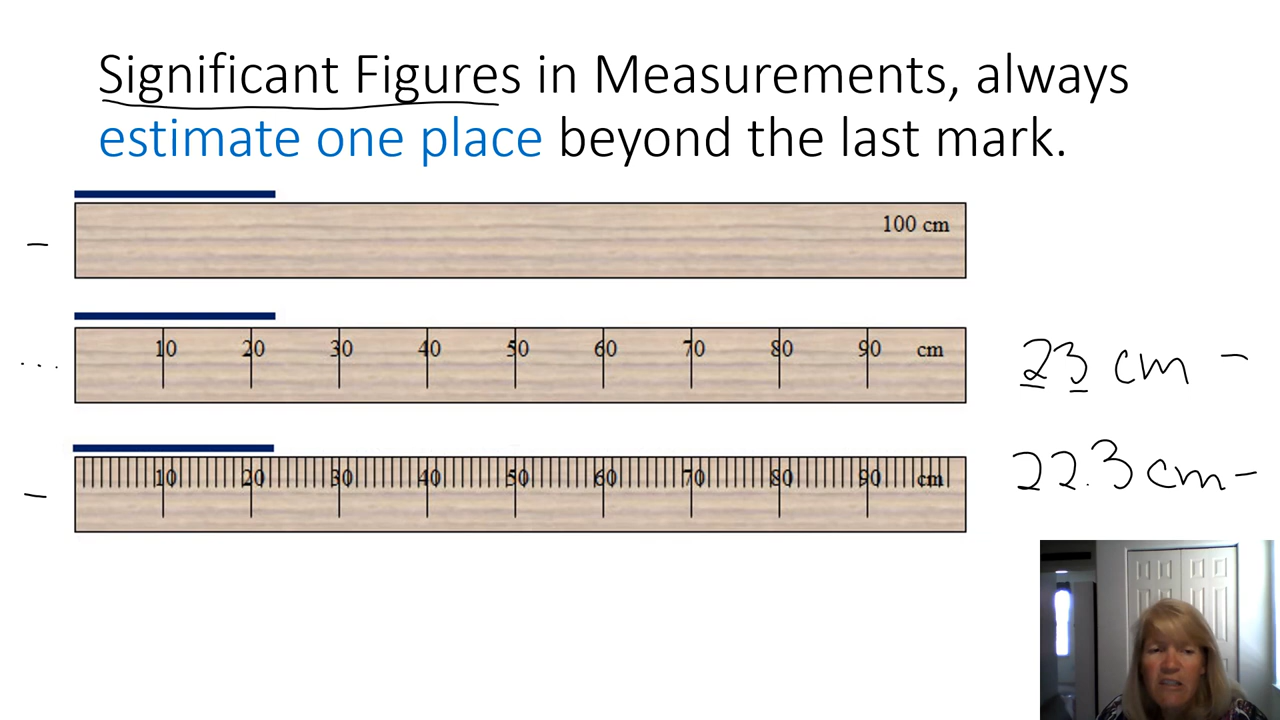 Significant Figures in Measurements, always
estimate one place beyond the last mark.
100 cm
10 20 30 40 50 60 70 80 90 cm
23 cm -
10 20 30 40 50 60 70 80 90 cm
22.3 cm -